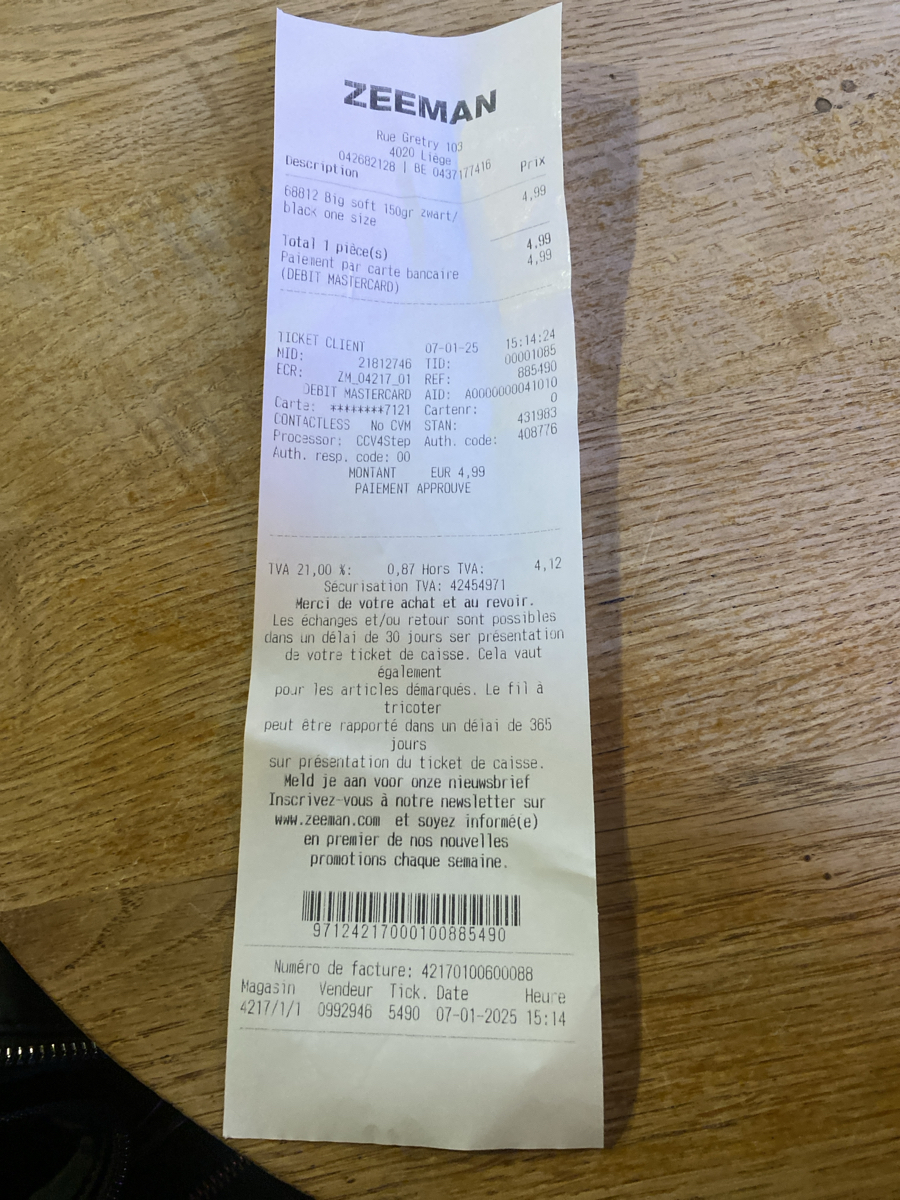 ZEEMAN
Rue Grétry 103
4020 Liège
042682128 | BE 0437177416
Description Prix
68812 Big soft 150gr zwart/ 4,99
black one size
Total 1 pièce(s) 4.99
Paiement par carte bancaire 4,99
(DEBIT MASTERCARD)
TICKET CLIENT 07-01-25 15:14:24
MID: 21812746 TID: 00001085
ECR: ZM_04217_01 REF: 885490
DEBIT MASTERCARD AID: A0000000041010
Carte: ********7121 Cartenr: 0
CONTACTLESS No CVM STAN: 431983
Processor: CCV4Step Auth. code: 408776
Auth. resp. code: 00
MONTANT EUR 4,99
PAIEMENT APPROUVE
TVA 21,00 %: 0,87 Hors TVA: 4,12
Sécurisation TVA: 42454971
Merci de votre achat et au revoir.
Les échanges et/ou retour sont possibles
dans un délai de 30 jours ser présentation
de votre ticket de caisse. Cela vaut
également
pour les articles démarqués. Le fil à
tricoter
peut être rapporté dans un délai de 365
jours
sur présentation du ticket de caisse.
Meld je aan voor onze nieuwsbrief
Inscrivez-vous à notre newsletter sur
www.zeeman.com et soyez informé(e)
en premier de nos nouvelles
promotions chaque semaine.
97124217000100885490
Numéro de facture: 42170100600088
Magasin Vendeur Tick. Date Heure
4217/1/1 0992946 5490 07-01-2025 15:14